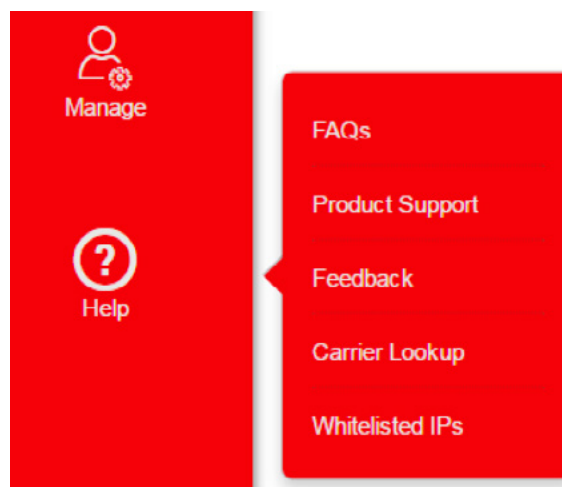 Manage
Help
FAQs
Product Support
Feedback
Carrier Lookup
Whitelisted IPs